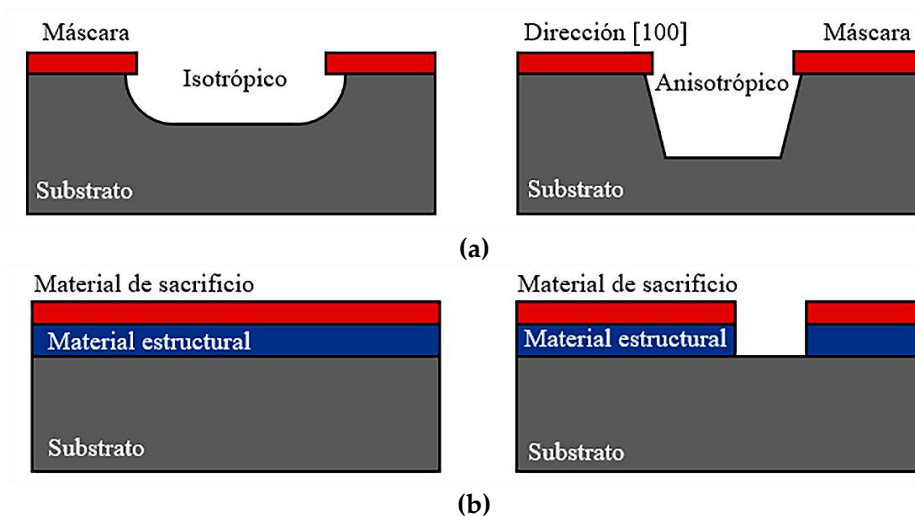 Máscara
Isotrópico
Substrato
Dirección [100]
Máscara
Anisotrópico
Substrato
(a)
Material de sacrificio
Material estructural
Substrato
Material de sacrificio
Material estructural
Substrato
(b)